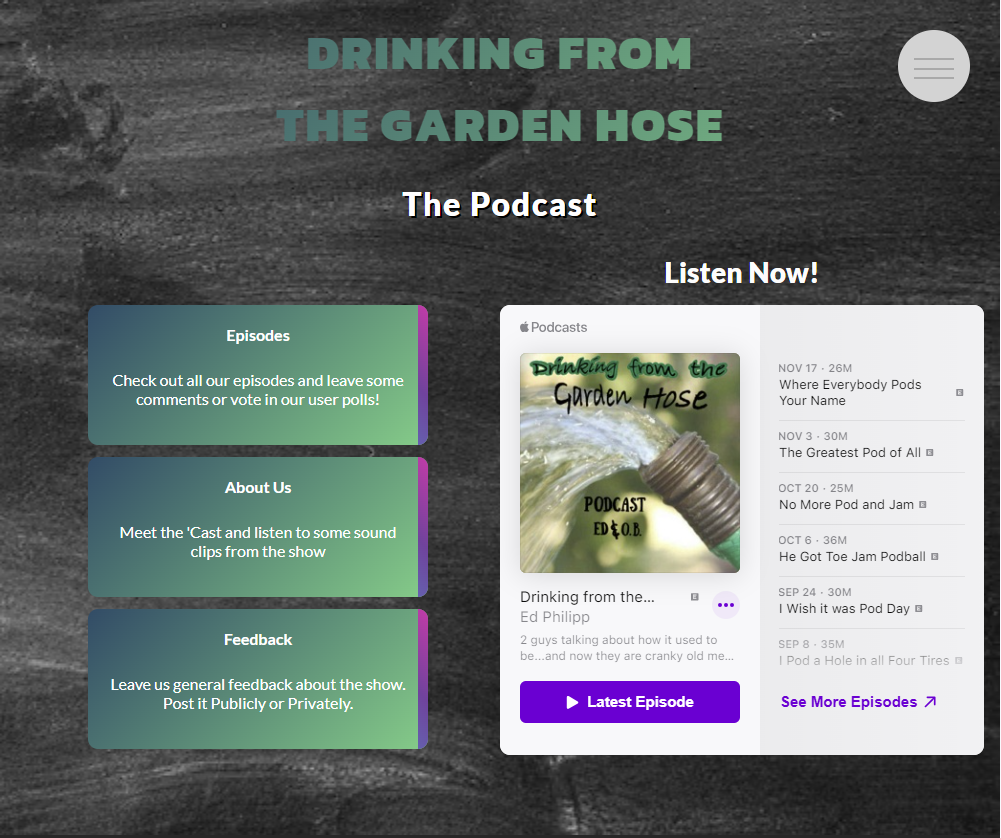 DRINKING FROM
THE GARDEN HOSE
The Podcast
Episodes
Check out all our episodes and leave some
comments or vote in our user polls!
About Us
Meet the 'Cast and listen to some sound
clips from the show
Feedback
Leave us general feedback about the show.
Post it Publicly or Privately.
Listen Now!
Podcasts
Drinking from the
Garden Hose
PODCAST
ED & O.B.
Drinking from the... E
Ed Philipp
2 guys talking about how it used to
be...and now they are cranky old me...
Latest Episode
NOV 17 · 26M
Where Everybody Pods
Your Name E
NOV 3 · 30M
The Greatest Pod of All E
OCT 20 · 25M
No More Pod and Jam E
OCT 6 · 36M
He Got Toe Jam Podball E
SEP 24 · 30M
I Wish it was Pod Day E
SEP 8 · 35M
I Pod a Hole in all Four Tires E
See More Episodes